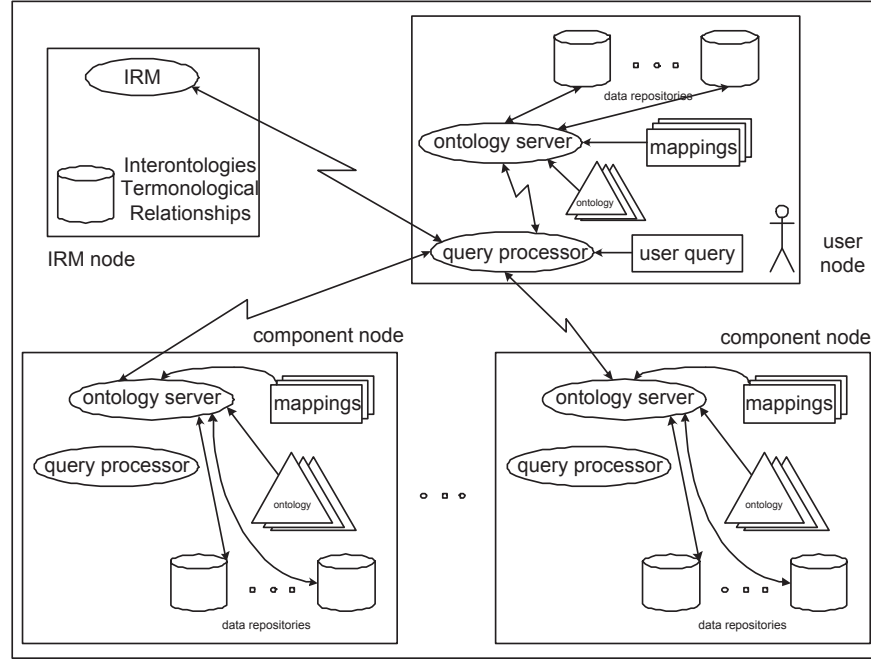 IRM
Interontologies
Termonological
Relationships
IRM node
data repositories
ontology server
mappings
ontology
query processor
user query
user
node
component node
ontology server
mappings
query processor
ontology
data repositories
component node
ontology server
mappings
query processor
ontology
data repositories